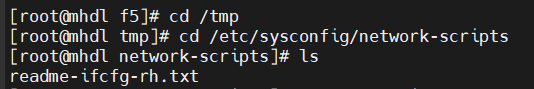 [root@mhdl f5]# cd /tmp
[root@mhdl tmp]# cd /etc/sysconfig/network-scripts
[root@mhdl network-scripts]# ls
readme-ifcfg-rh.txt